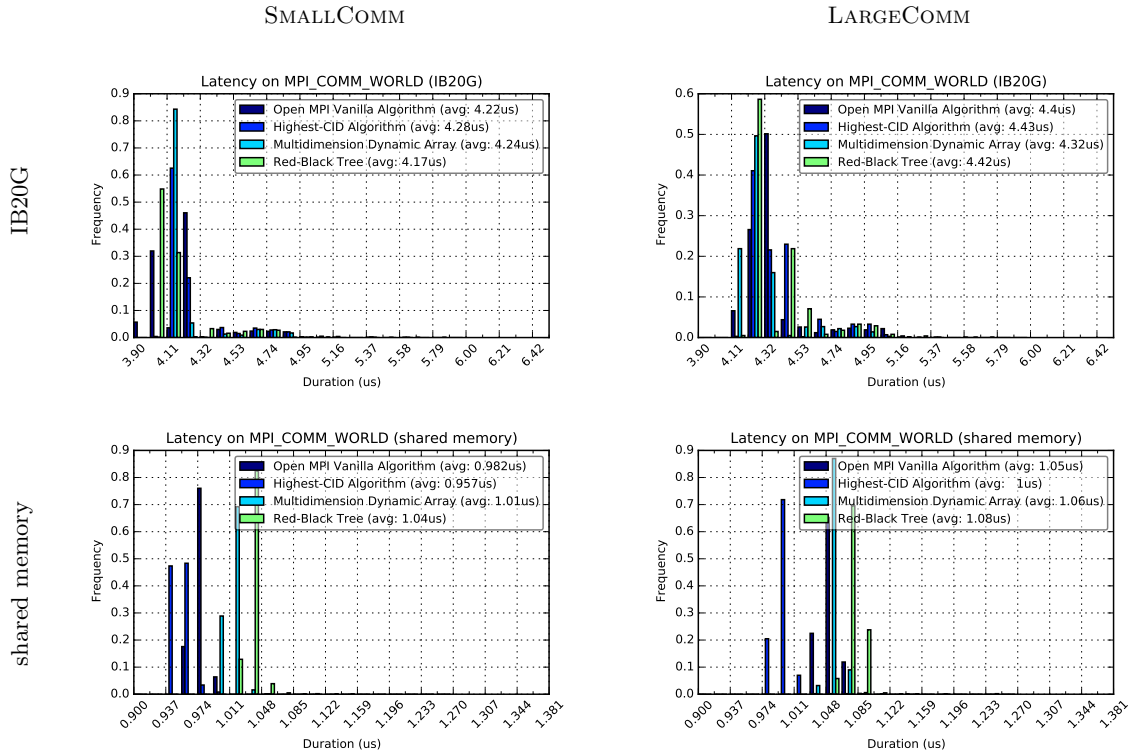 SMALLCOMM
LARGECOMM
IB20G
Latency on MPI_COMM_WORLD (IB20G)
Open MPI Vanilla Algorithm (avg: 4.22us)
Highest-CID Algorithm (avg: 4.28us)
Multidimension Dynamic Array (avg: 4.24us)
Red-Black Tree (avg: 4.17us)
Frequency
0.9
0.8
0.7
0.6
0.5
0.4
0.3
0.2
0.1
0.0
3.90 4.11 4.32 4.53 4.74 4.95 5.16 5.37 5.58 5.79 6.00 6.21 6.42
Duration (us)
Latency on MPI_COMM_WORLD (IB20G)
Open MPI Vanilla Algorithm (avg: 4.4us)
Highest-CID Algorithm (avg: 4.43us)
Multidimension Dynamic Array (avg: 4.32us)
Red-Black Tree (avg: 4.42us)
Frequency
0.6
0.5
0.4
0.3
0.2
0.1
0.0
3.90 4.11 4.32 4.53 4.74 4.95 5.16 5.37 5.58 5.79 6.00 6.21 6.42
Duration (us)
shared memory
Latency on MPI_COMM_WORLD (shared memory)
Open MPI Vanilla Algorithm (avg: 0.982us)
Highest-CID Algorithm (avg: 0.957us)
Multidimension Dynamic Array (avg: 1.01us)
Red-Black Tree (avg: 1.04us)
Frequency
0.9
0.8
0.7
0.6
0.5
0.4
0.3
0.2
0.1
0.0
0.900 0.937 0.974 1.011 1.048 1.085 1.122 1.159 1.196 1.233 1.270 1.307 1.344 1.381
Duration (us)
Latency on MPI_COMM_WORLD (shared memory)
Open MPI Vanilla Algorithm (avg: 1.05us)
Highest-CID Algorithm (avg: 1us)
Multidimension Dynamic Array (avg: 1.06us)
Red-Black Tree (avg: 1.08us)
Frequency
0.9
0.8
0.7
0.6
0.5
0.4
0.3
0.2
0.1
0.0
0.900 0.937 0.974 1.011 1.048 1.085 1.122 1.159 1.196 1.233 1.270 1.307 1.344 1.381
Duration (us)